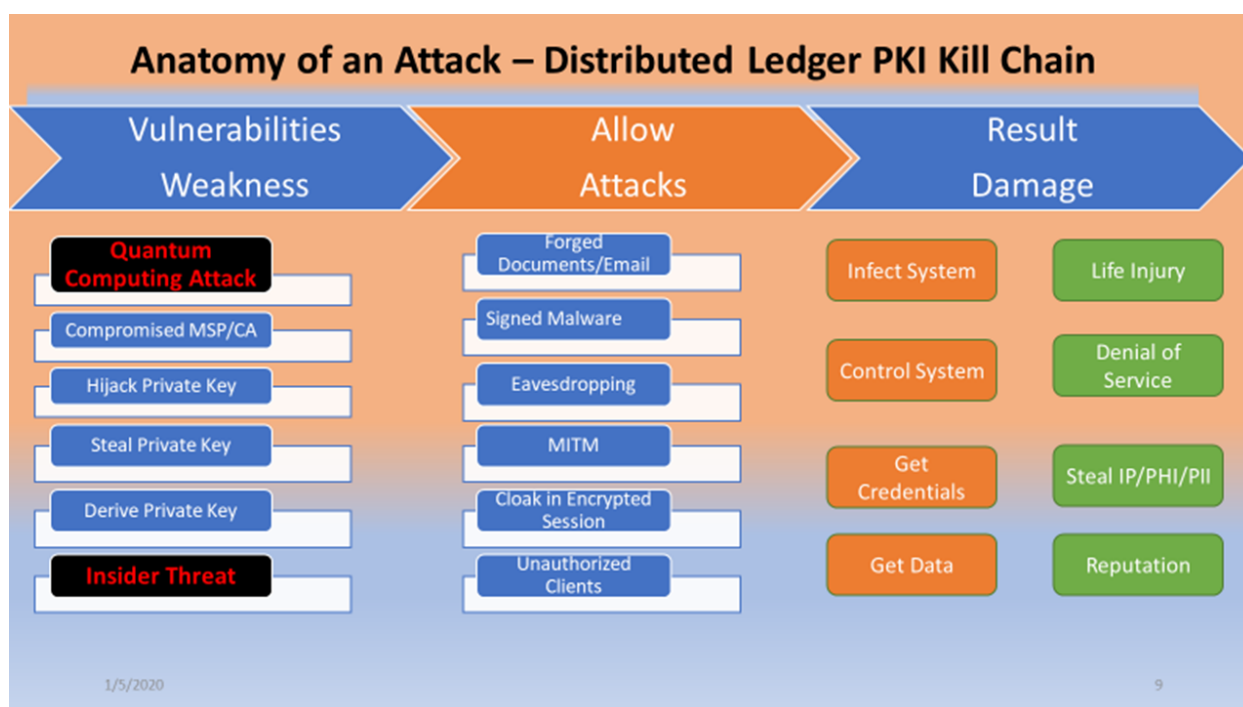 Anatomy of an Attack – Distributed Ledger PKI Kill Chain
Vulnerabilities
Weakness
Allow
Attacks
Result
Damage
Quantum
Computing Attack
Compromised MSP/CA
Hijack Private Key
Steal Private Key
Derive Private Key
Insider Threat
Forged
Documents/Email
Signed Malware
Eavesdropping
MITM
Cloak in Encrypted
Session
Unauthorized
Clients
Infect System
Control System
Get
Credentials
Get Data
Life Injury
Denial of
Service
Steal IP/PHI/PII
Reputation
1/5/2020
9